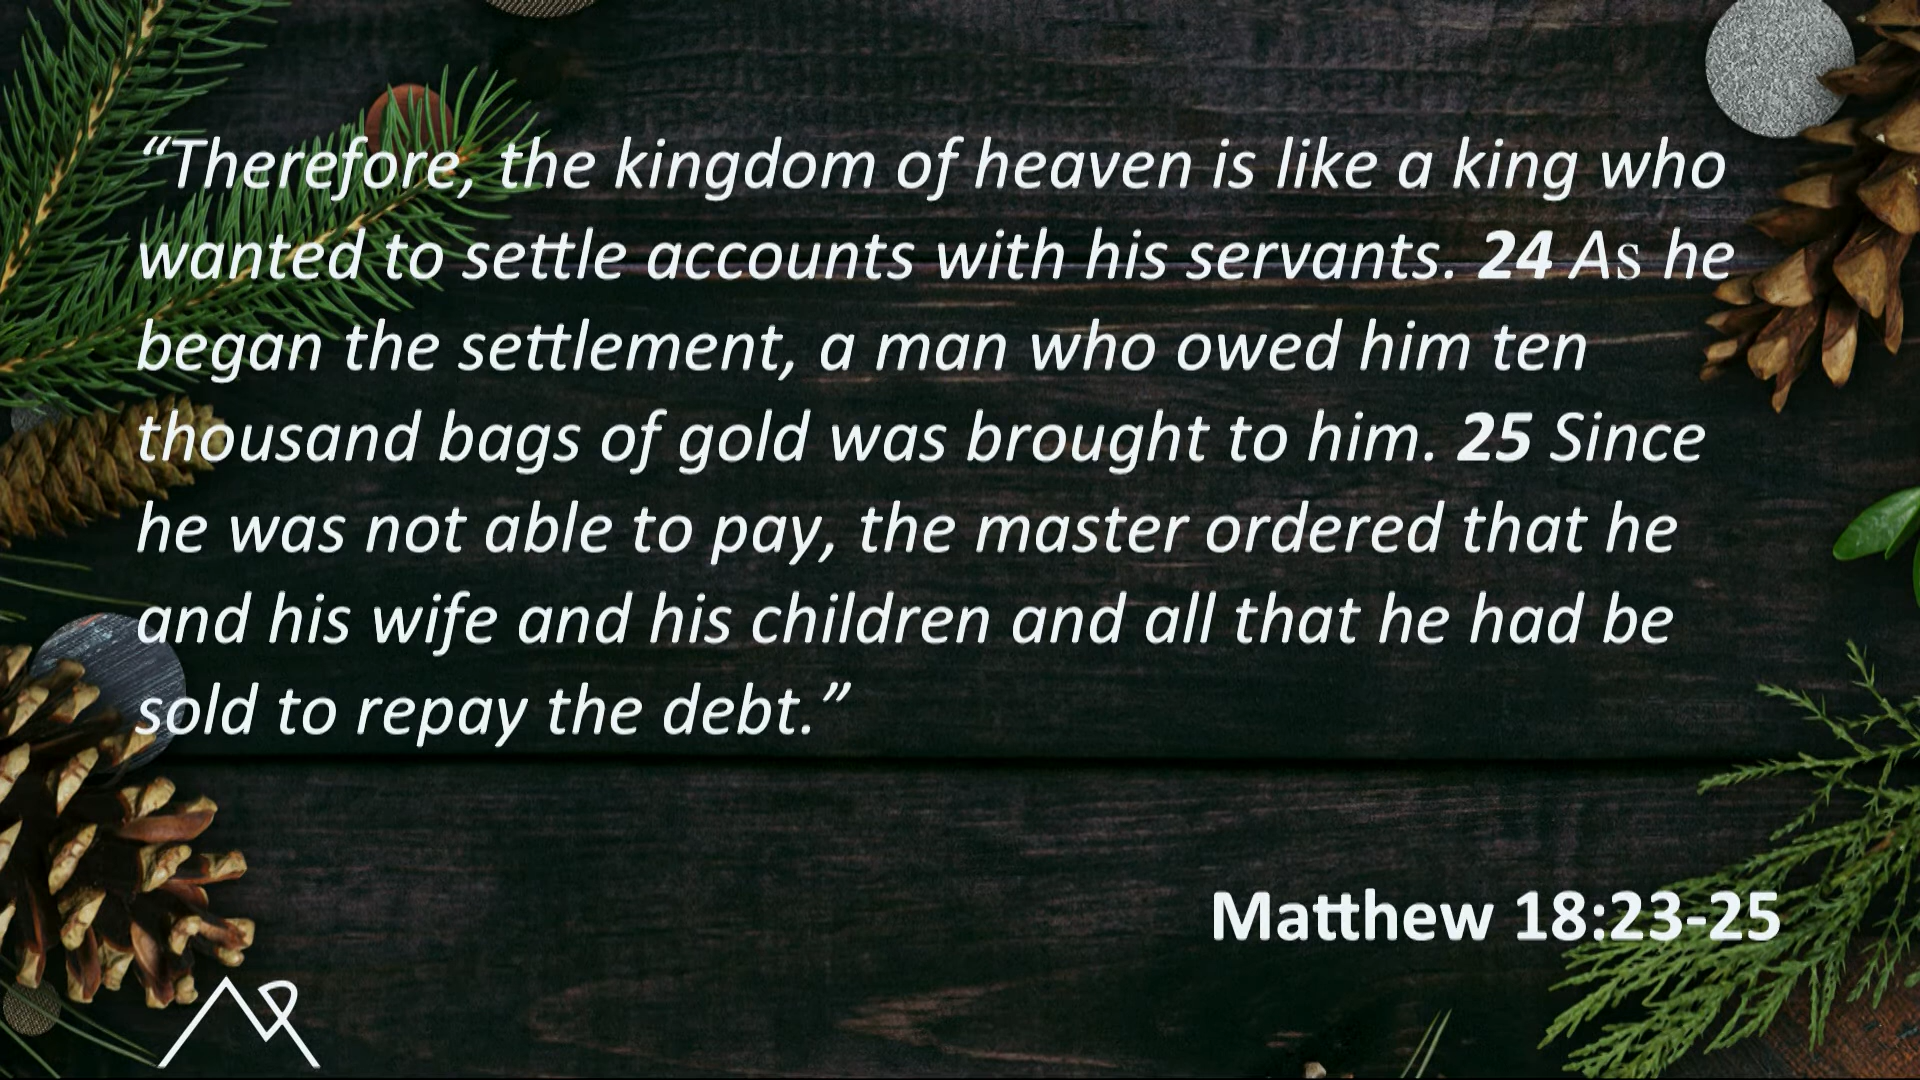 “Therefore, the kingdom of heaven is like a king who
wanted to settle accounts with his servants. 24 As he
began the settlement, a man who owed him ten
thousand bags of gold was brought to him. 25 Since
he was not able to pay, the master ordered that he
and his wife and his children and all that he had be
sold to repay the debt.”
Matthew 18:23-25